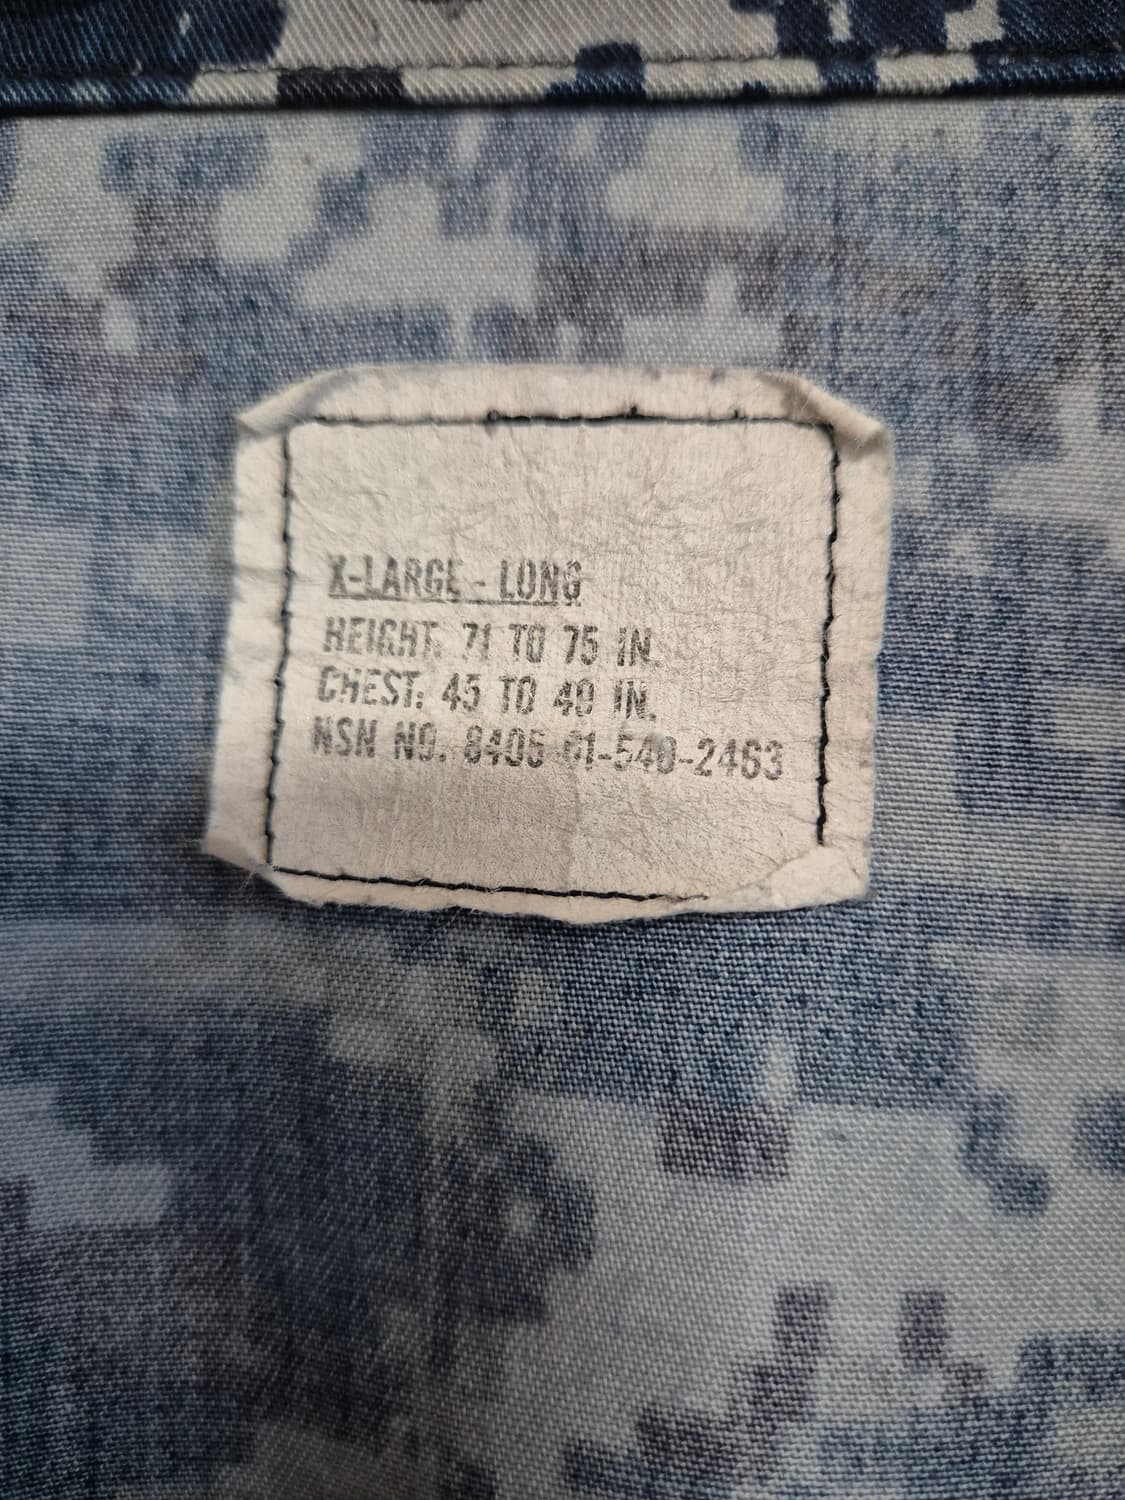 X-LARGE - LONG
HEIGHT: 71 TO 75 IN.
CHEST: 45 TO 49 IN.
NSN NO. 8405-01-540-2463